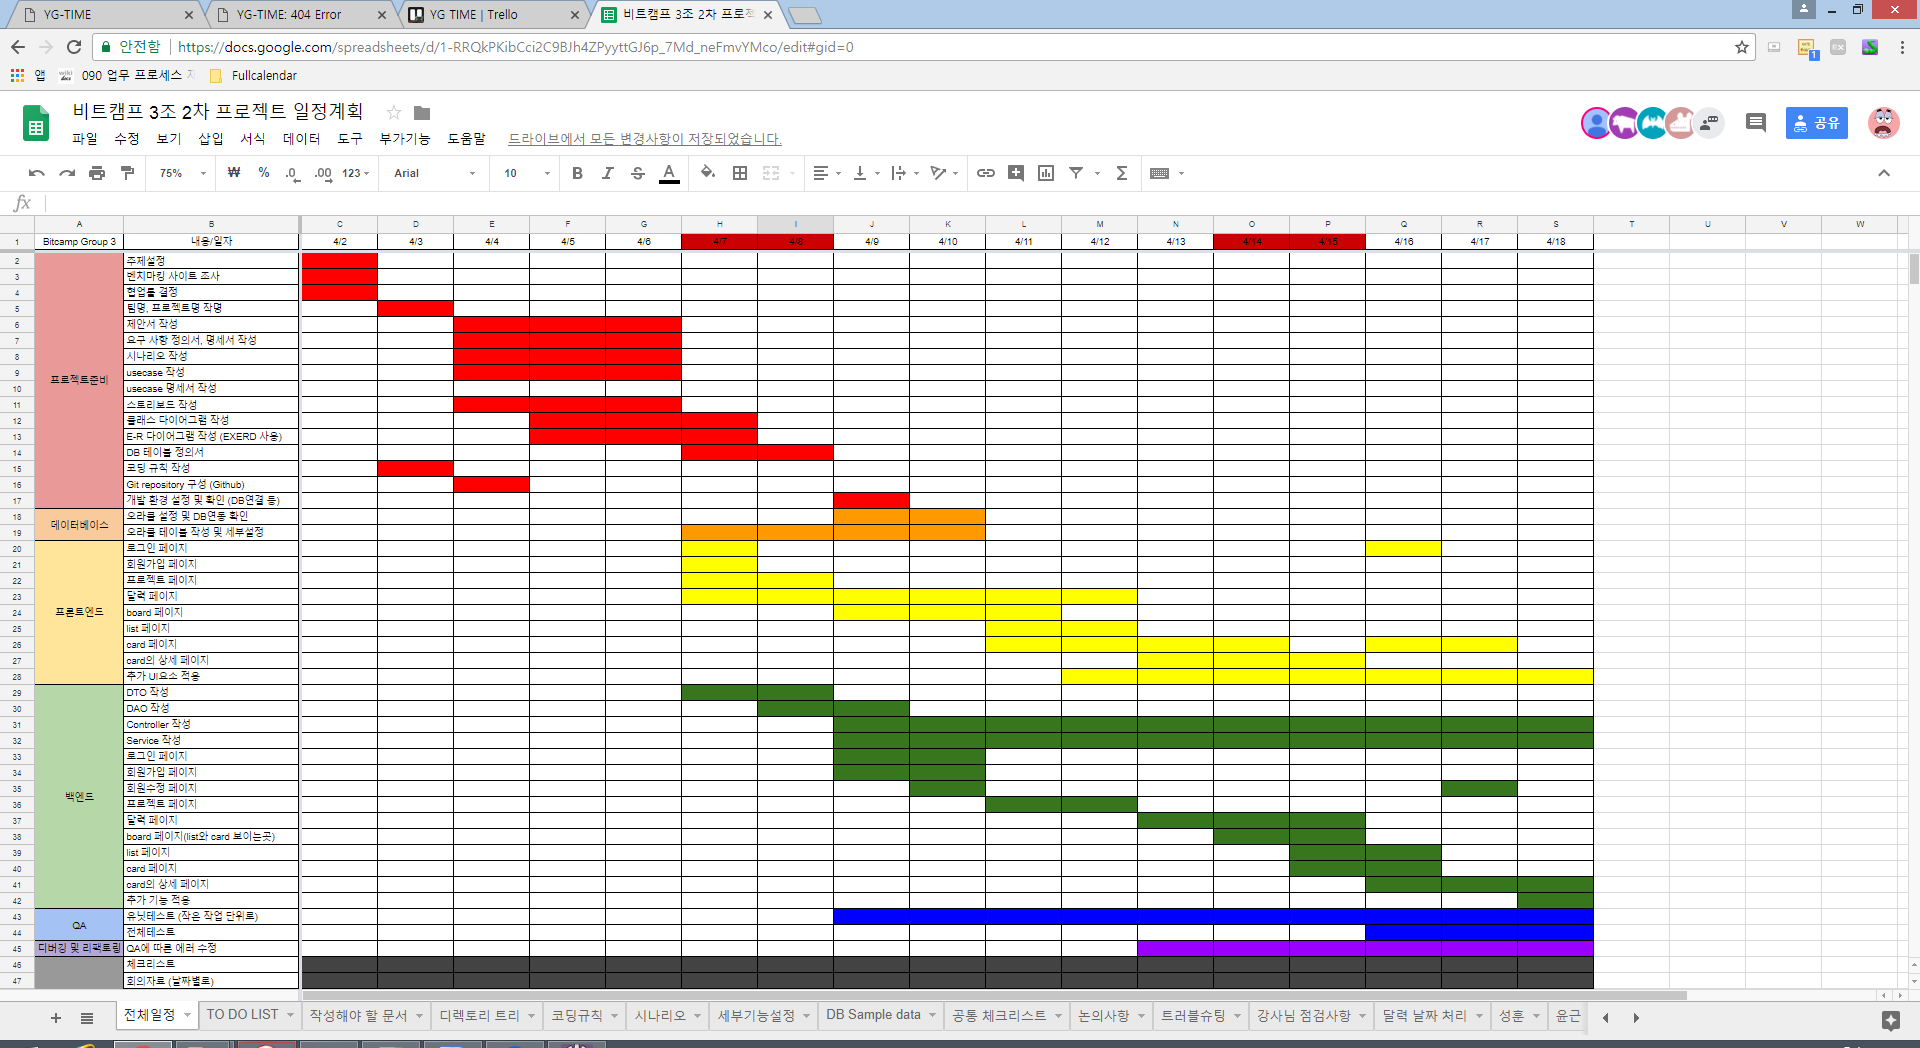 YG-TIME
YG-TIME: 404 Error
YG TIME | Trello
비트캠프 3조 2차 프로젝
안전함
https://docs.google.com/spreadsheets/d/1-RRQkPKibCci2C9BJh4ZPyyttGJ6p_7Md_neFmvYMco/edit#gid=0
앱
090 업무 프로세스
Fullcalendar
비트캠프 3조 2차 프로젝트 일정계획
파일 수정 보기 삽입 서식 데이터 도구 부가기능 도움말 드라이브에서 모든 변경사항이 저장되었습니다.
공유
75% ₩ % .0 .00 123 Arial 10 B I S A Σ
fx
A B C D E F G H I J K L M N O P Q R S T U V W
1 Bitcamp Group 3 내용/일자 4/2 4/3 4/4 4/5 4/6 4/7 4/8 4/9 4/10 4/11 4/12 4/13 4/14 4/15 4/16 4/17 4/18
2 주제설정
3 벤치마킹 사이트 조사
4 협업툴 결정
5 팀명, 프로젝트명 작명
6 제안서 작성
7 요구 사항 정의서, 명세서 작성
8 시나리오 작성
9 usecase 작성
프로젝트준비
10 usecase 명세서 작성
11 스토리보드 작성
12 클래스 다이어그램 작성
13 E-R 다이어그램 작성 (EXERD 사용)
14 DB 테이블 정의서
15 코딩 규칙 작성
16 Git repository 구성 (Github)
17 개발 환경 설정 및 확인 (DB연결 등)
18 오라클 설정 및 DB연동 확인
데이터베이스
19 오라클 테이블 작성 및 세부설정
20 로그인 페이지
21 회원가입 페이지
22 프로젝트 페이지
23 달력 페이지
24 프론트엔드 board 페이지
25 list 페이지
26 card 페이지
27 card의 상세 페이지
28 추가 UI요소 적용
29 DTO 작성
30 DAO 작성
31 Controller 작성
32 Service 작성
33 로그인 페이지
34 회원가입 페이지
35 회원수정 페이지
백엔드
36 프로젝트 페이지
37 달력 페이지
38 board 페이지(list와 card 보이는곳)
39 list 페이지
40 card 페이지
41 card의 상세 페이지
42 추가 기능 적용
43 유닛테스트 (작은 작업 단위로)
QA
44 전체테스트
45 디버깅 및 리팩토링 QA에 따른 에러 수정
46 체크리스트
47 회의자료 (날짜별로)
전체일정 TO DO LIST 작성해야 할 문서 디렉토리 트리 코딩규칙 시나리오 세부기능설정 DB Sample data 공통 체크리스트 논의사항 트러블슈팅 강사님 점검사항 달력 날짜 처리 성훈 윤근